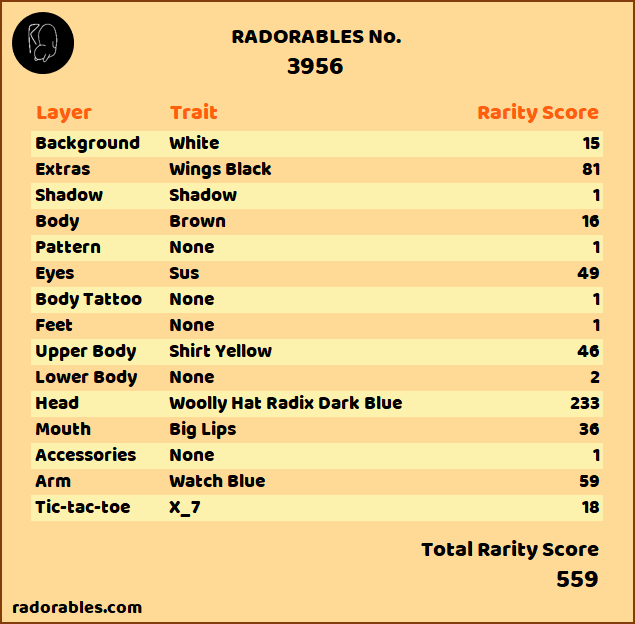 RADORABLES No.
3956
Layer Trait Rarity Score
Background White 15
Extras Wings Black 81
Shadow Shadow 1
Body Brown 16
Pattern None 1
Eyes Sus 49
Body Tattoo None 1
Feet None 1
Upper Body Shirt Yellow 46
Lower Body None 2
Head Woolly Hat Radix Dark Blue 233
Mouth Big Lips 36
Accessories None 1
Arm Watch Blue 59
Tic-tac-toe X_7 18
Total Rarity Score
559
radorables.com